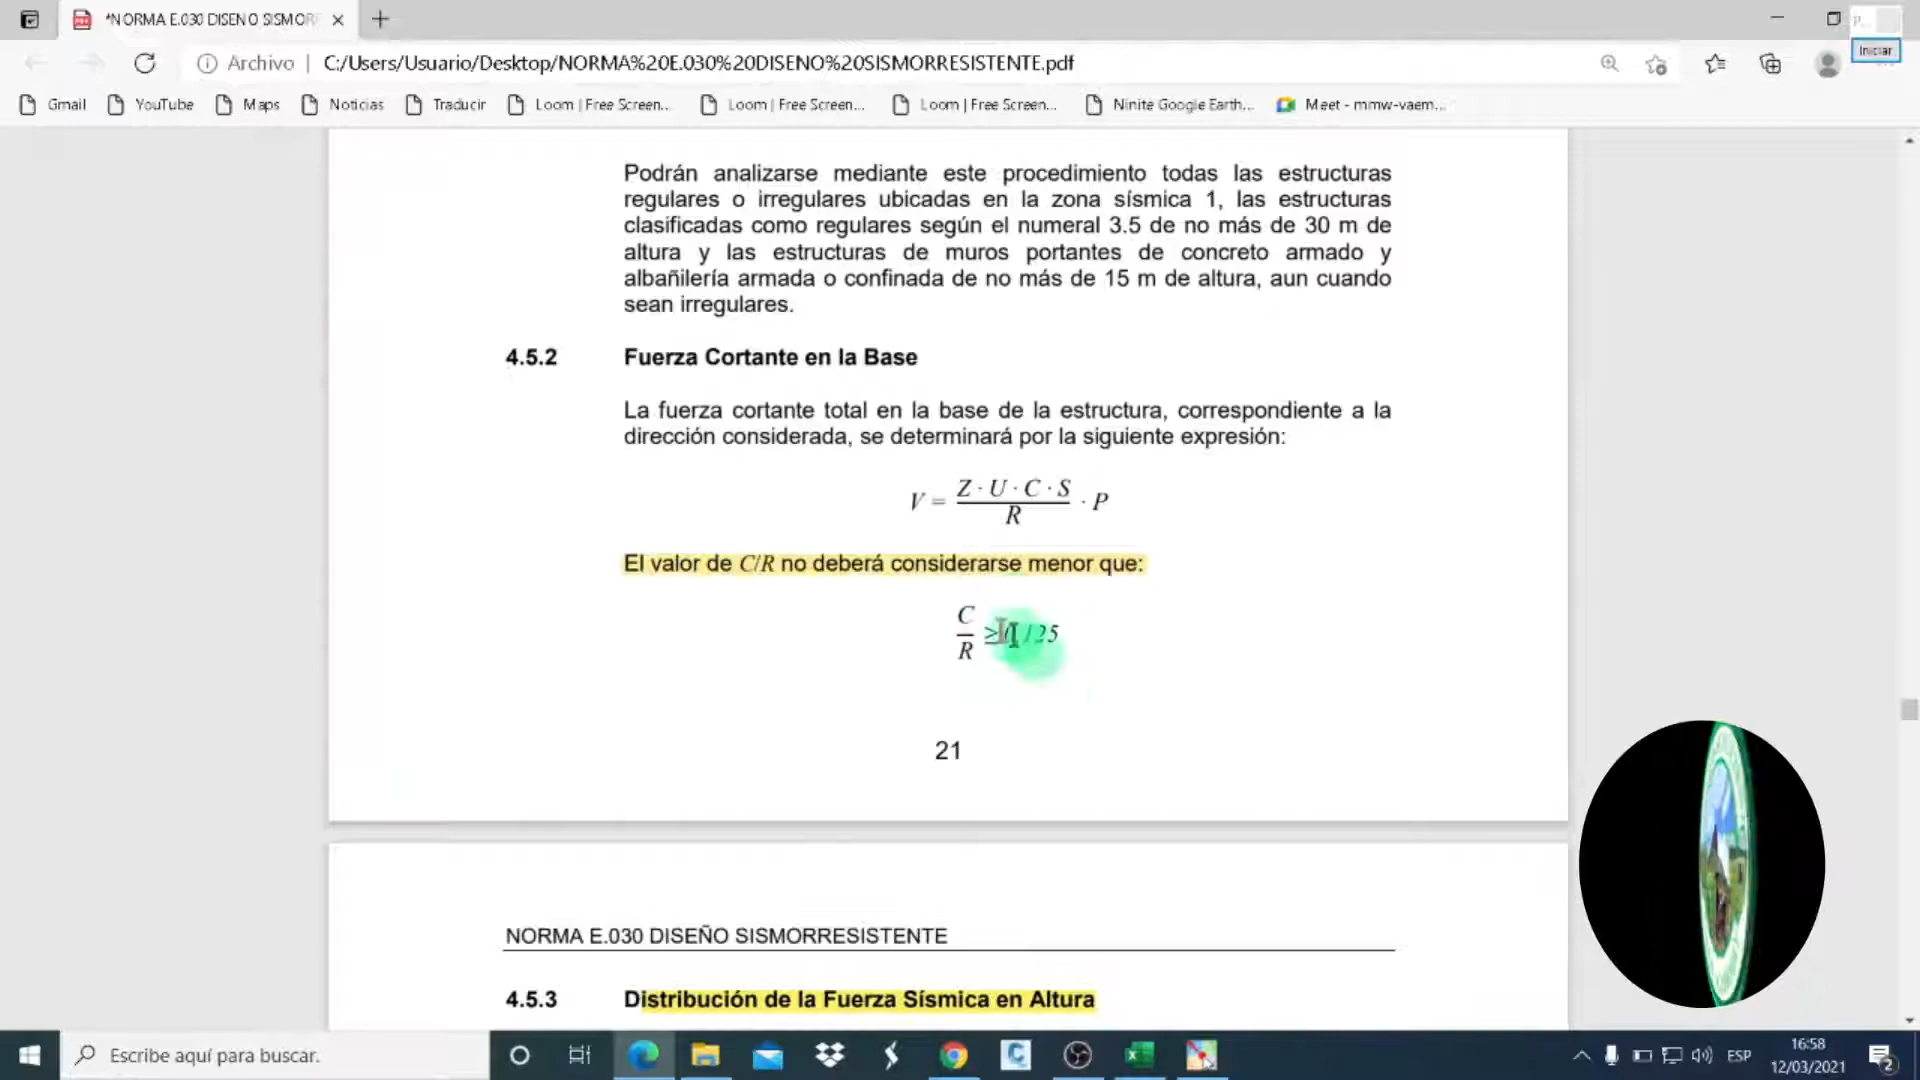 *NORMA E.030 DISENO SISMOR
P...
Iniciar
Archivo | C:/Users/Usuario/Desktop/NORMA%20E.030%20DISENO%20SISMORRESISTENTE.pdf
Gmail YouTube Maps Noticias Traducir Loom | Free Screen... Loom | Free Screen... Loom | Free Screen... Ninite Google Earth... Meet - mmw-vaem...
Podrán analizarse mediante este procedimiento todas las estructuras
regulares o irregulares ubicadas en la zona sísmica 1, las estructuras
clasificadas como regulares según el numeral 3.5 de no más de 30 m de
altura y las estructuras de muros portantes de concreto armado y
albañilería armada o confinada de no más de 15 m de altura, aun cuando
sean irregulares.
4.5.2 Fuerza Cortante en la Base
La fuerza cortante total en la base de la estructura, correspondiente a la
dirección considerada, se determinará por la siguiente expresión:
V = Z · U · C · S / R · P
El valor de C/R no deberá considerarse menor que:
C / R ≥ /25
21
NORMA E.030 DISEÑO SISMORRESISTENTE
4.5.3 Distribución de la Fuerza Sísmica en Altura
Escribe aquí para buscar.
ESP
16:58
12/03/2021
2